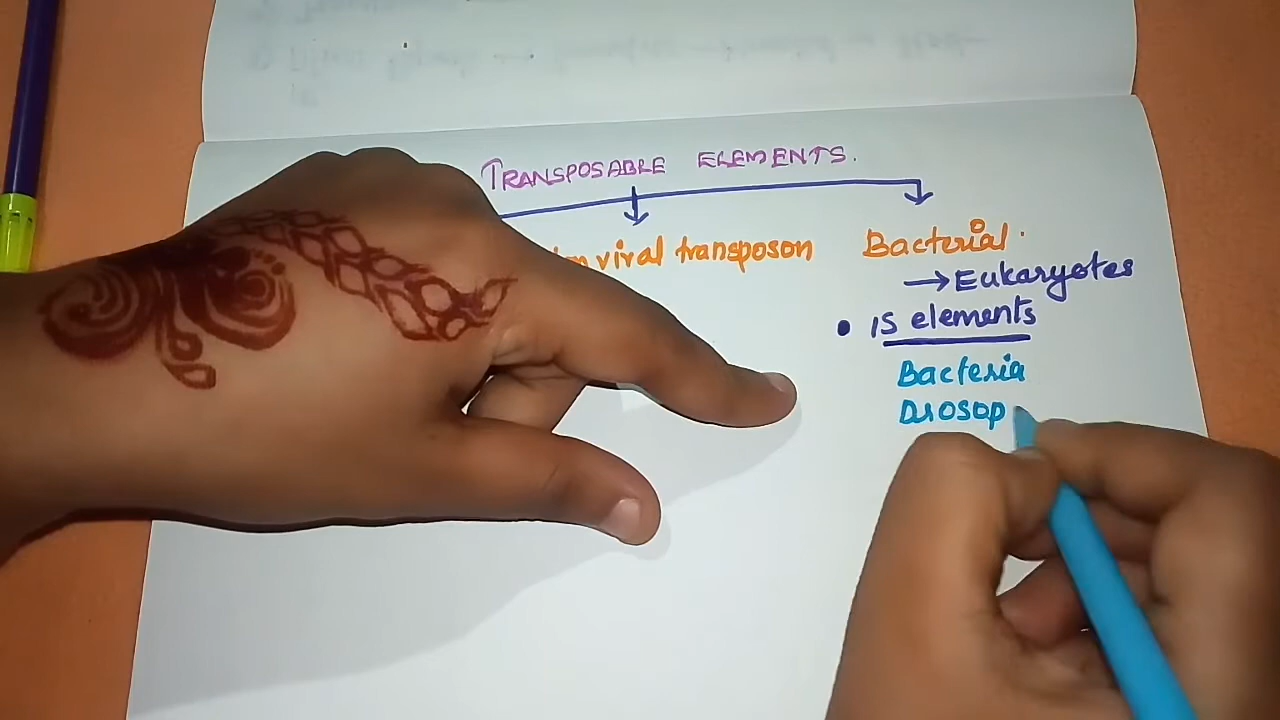 TRANSPOSABLE ELEMENTS.
viral transposon
Bacterial.
→Eukaryotes
• IS elements
Bacteria
Drosop